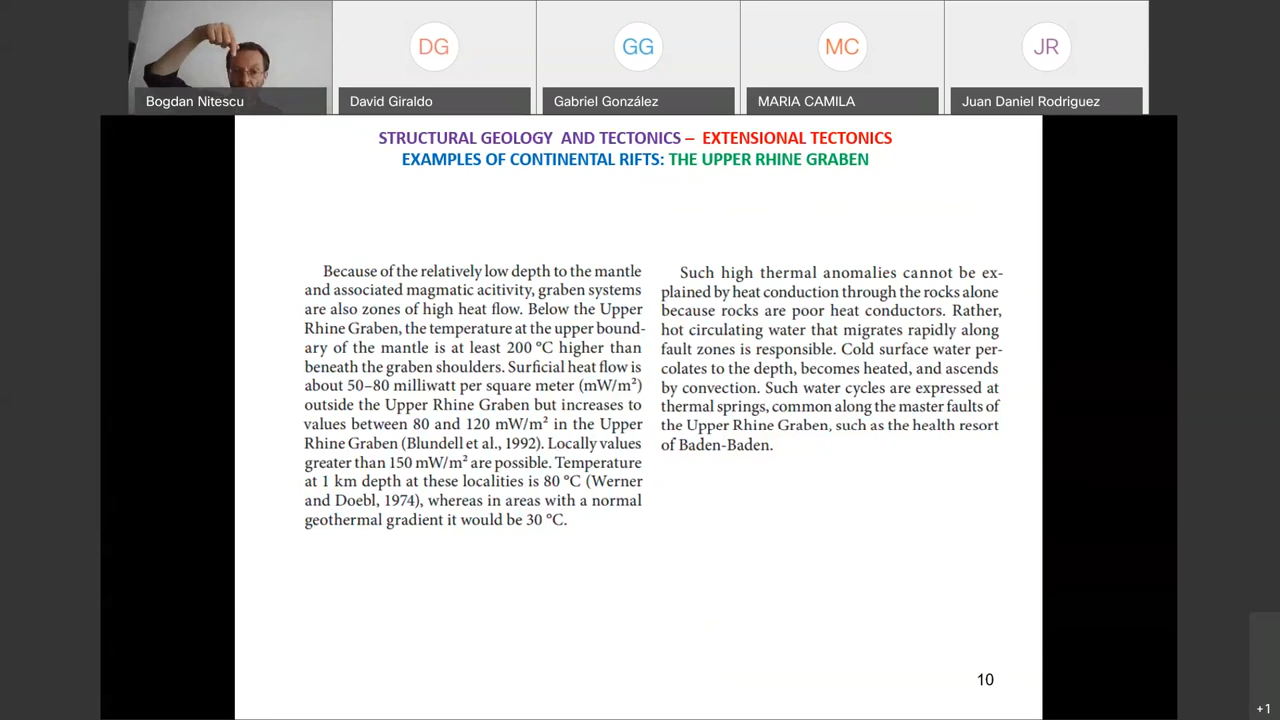 DG
GG
MC
JR
Bogdan Nitescu
David Giraldo
Gabriel González
MARIA CAMILA
Juan Daniel Rodriguez
STRUCTURAL GEOLOGY AND TECTONICS – EXTENSIONAL TECTONICS
EXAMPLES OF CONTINENTAL RIFTS: THE UPPER RHINE GRABEN
Because of the relatively low depth to the mantle
and associated magmatic acitivity, graben systems
are also zones of high heat flow. Below the Upper
Rhine Graben, the temperature at the upper bound-
ary of the mantle is at least 200 °C higher than
beneath the graben shoulders. Surficial heat flow is
about 50–80 milliwatt per square meter (mW/m²)
outside the Upper Rhine Graben but increases to
values between 80 and 120 mW/m² in the Upper
Rhine Graben (Blundell et al., 1992). Locally values
greater than 150 mW/m² are possible. Temperature
at 1 km depth at these localities is 80 °C (Werner
and Doebl, 1974), whereas in areas with a normal
geothermal gradient it would be 30 °C.
Such high thermal anomalies cannot be ex-
plained by heat conduction through the rocks alone
because rocks are poor heat conductors. Rather,
hot circulating water that migrates rapidly along
fault zones is responsible. Cold surface water per-
colates to the depth, becomes heated, and ascends
by convection. Such water cycles are expressed at
thermal springs, common along the master faults of
the Upper Rhine Graben, such as the health resort
of Baden-Baden.
10
+1